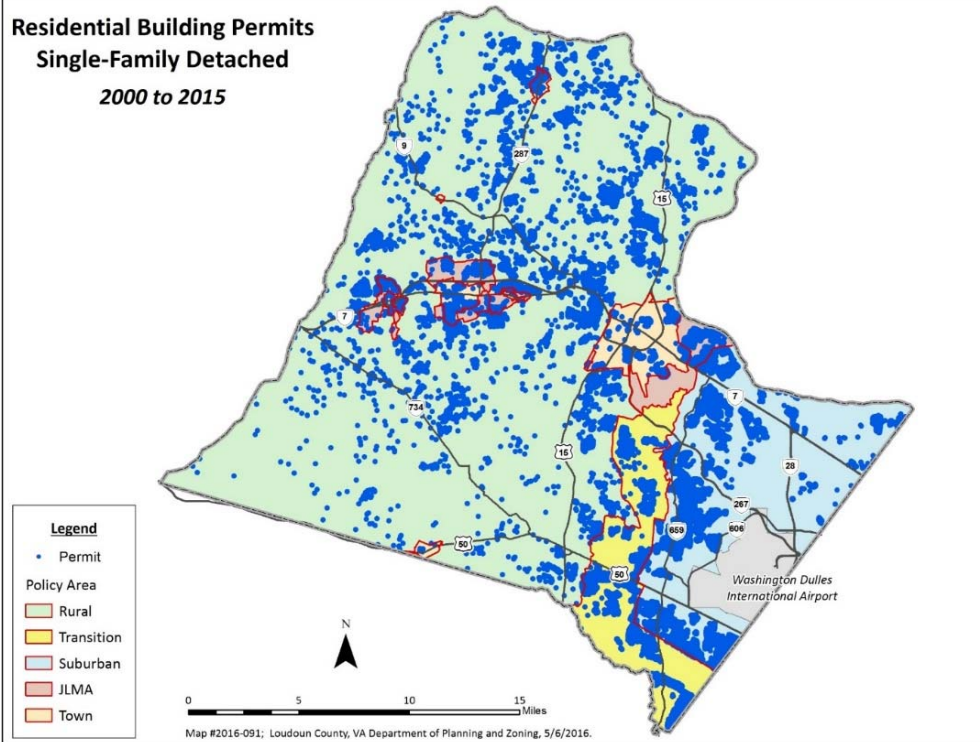 Residential Building Permits
Single-Family Detached
2000 to 2015
9
287
15
7
734
15
7
28
267
606
659
50
50
Washington Dulles
International Airport
Legend
Permit
Policy Area
Rural
Transition
Suburban
JLMA
Town
N
0 5 10 15
Miles
Map #2016-091; Loudoun County, VA Department of Planning and Zoning, 5/6/2016.